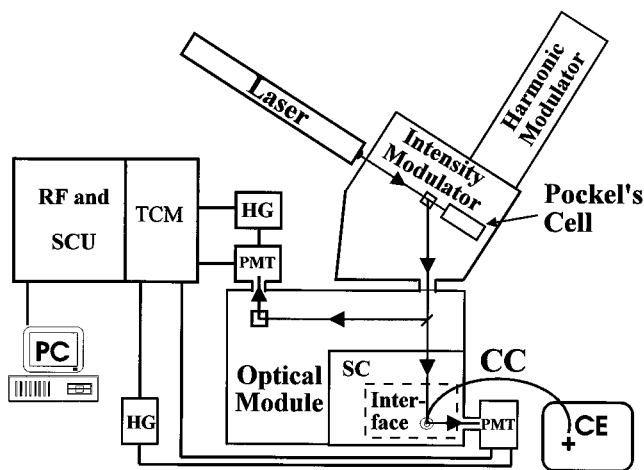 Laser
Harmonic
Modulator
Intensity
Modulator
Pockel's
Cell
RF and
SCU
TCM
HG
PMT
PC
Optical
Module
SC
Inter-
face
CC
HG
PMT
CE
+